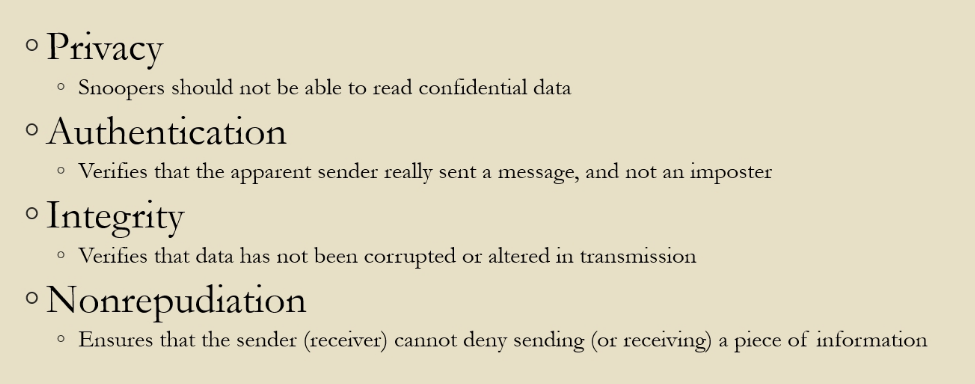 Privacy
Snoopers should not be able to read confidential data
Authentication
Verifies that the apparent sender really sent a message, and not an imposter
Integrity
Verifies that data has not been corrupted or altered in transmission
Nonrepudiation
Ensures that the sender (receiver) cannot deny sending (or receiving) a piece of information